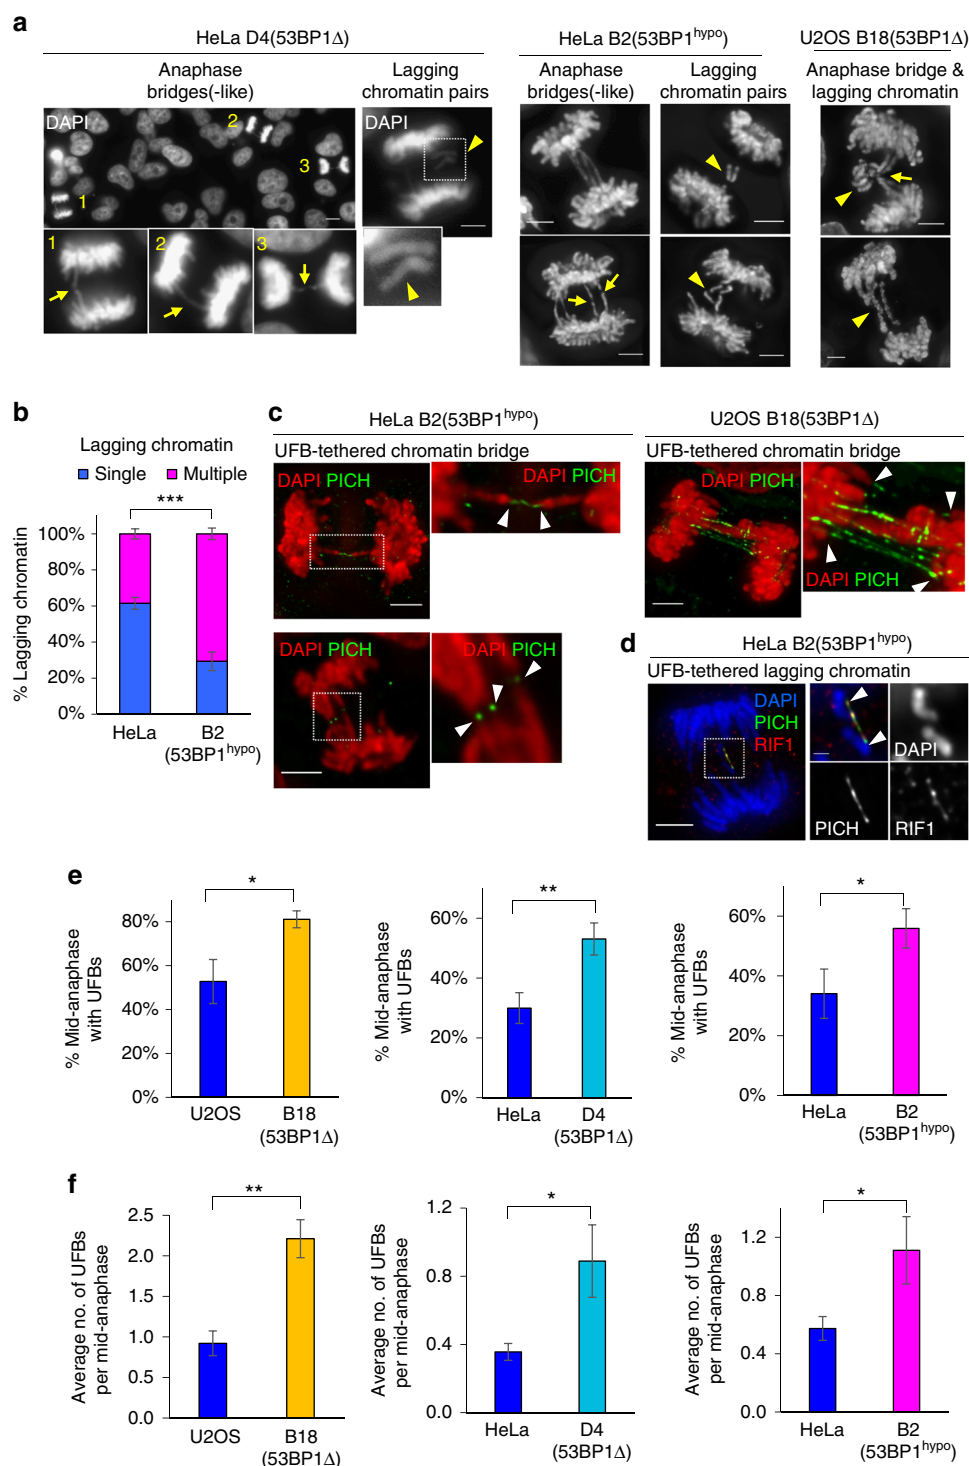 a
HeLa D4(53BP1Δ)
Anaphase
bridges(-like)
Lagging
chromatin pairs
DAPI
2
3
1
DAPI
1
2
3
HeLa B2(53BP1hypo)
Anaphase
bridges(-like)
Lagging
chromatin pairs
U2OS B18(53BP1Δ)
Anaphase bridge &
lagging chromatin
b
Lagging chromatin
Single
Multiple
***
% Lagging chromatin
100%
80%
60%
40%
20%
0%
HeLa
B2
(53BP1hypo)
c
HeLa B2(53BP1hypo)
UFB-tethered chromatin bridge
DAPI PICH
DAPI PICH
DAPI PICH
DAPI PICH
U2OS B18(53BP1Δ)
UFB-tethered chromatin bridge
DAPI PICH
DAPI PICH
d
HeLa B2(53BP1hypo)
UFB-tethered lagging chromatin
DAPI
PICH
RIF1
DAPI
PICH
RIF1
e
% Mid-anaphase
with UFBs
80%
60%
40%
20%
0%
*
U2OS
B18
(53BP1Δ)
% Mid-anaphase
with UFBs
60%
40%
20%
0%
**
HeLa
D4
(53BP1Δ)
% Mid-anaphase
with UFBs
60%
40%
20%
0%
*
HeLa
B2
(53BP1hypo)
f
Average no. of UFBs
per mid-anaphase
2.5
2.0
1.5
1.0
0.5
0.0
**
U2OS
B18
(53BP1Δ)
Average no. of UFBs
per mid-anaphase
1.2
0.8
0.4
0.0
*
HeLa
D4
(53BP1Δ)
Average no. of UFBs
per mid-anaphase
1.2
0.8
0.4
0.0
*
HeLa
B2
(53BP1hypo)